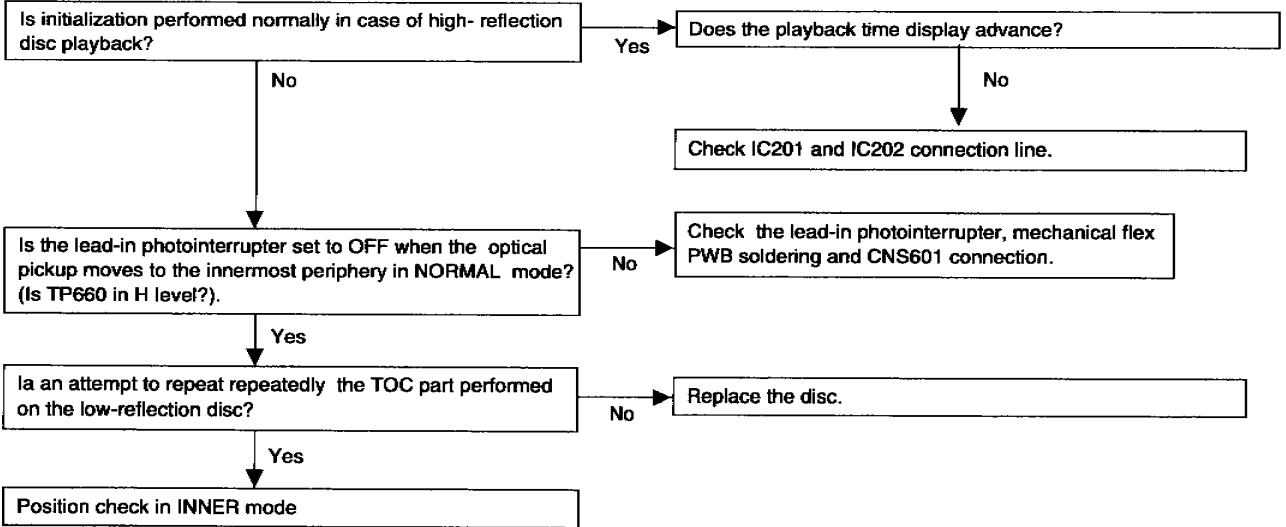 Is initialization performed normally in case of high- reflection
disc playback?
Yes
Does the playback time display advance?
No
No
Check IC201 and IC202 connection line.
Is the lead-in photointerrupter set to OFF when the optical
pickup moves to the innermost periphery in NORMAL mode?
(Is TP660 in H level?).
No
Check the lead-in photointerrupter, mechanical flex
PWB soldering and CNS601 connection.
Yes
Ia an attempt to repeat repeatedly the TOC part performed
on the low-reflection disc?
No
Replace the disc.
Yes
Position check in INNER mode